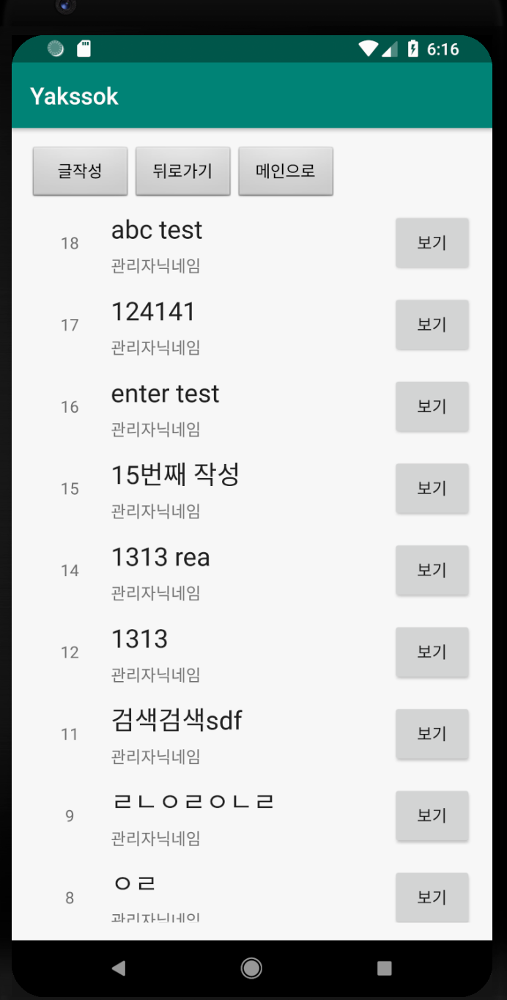 6:16
Yakssok
글작성 뒤로가기 메인으로
18 abc test 보기
관리자닉네임
17 124141 보기
관리자닉네임
16 enter test 보기
관리자닉네임
15 15번째 작성 보기
관리자닉네임
14 1313 rea 보기
관리자닉네임
12 1313 보기
관리자닉네임
11 검색검색sdf 보기
관리자닉네임
9 ㄹㄴㅇㄹㅇㄴㄹ 보기
관리자닉네임
8 ㅇㄹ 보기
관리자닉네임